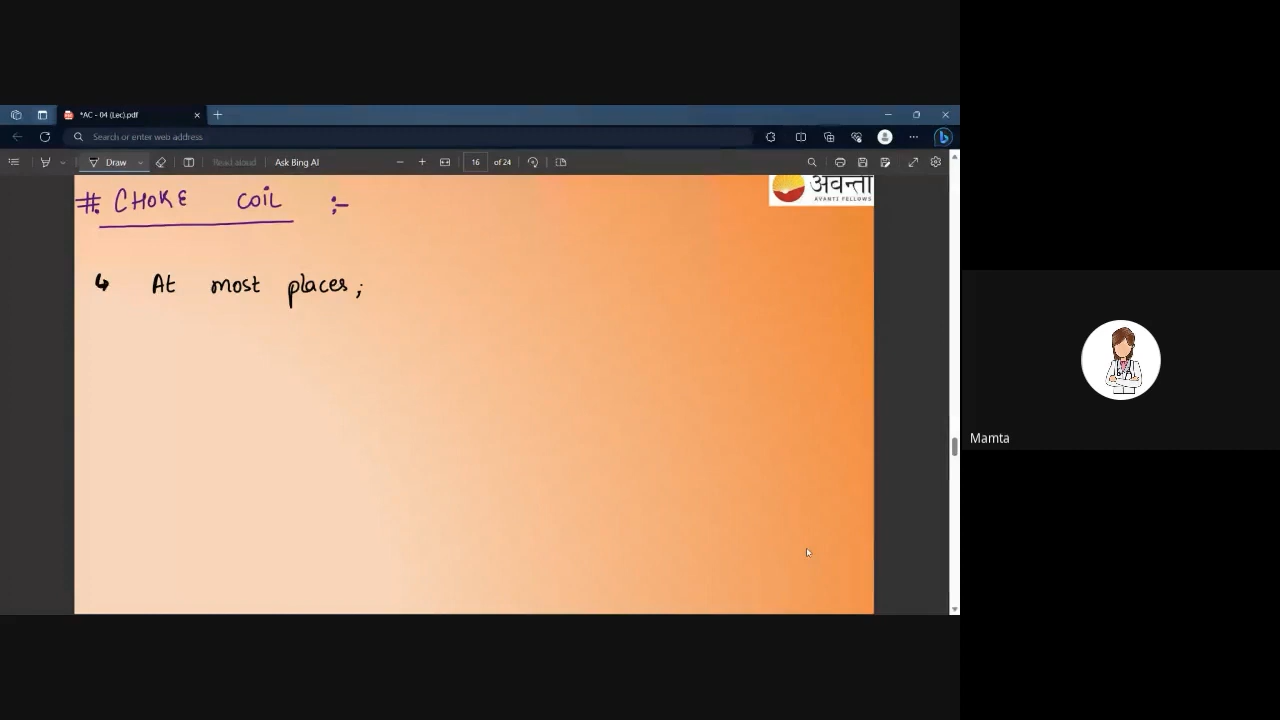 *AC - 04 (Lec).pdf
Search or enter web address
Draw
Read aloud
Ask Bing AI
16 of 24
#. CHOKE COIL :-
अवन्ती
AVANTI FELLOWS
↳ At most places ;
Mamta